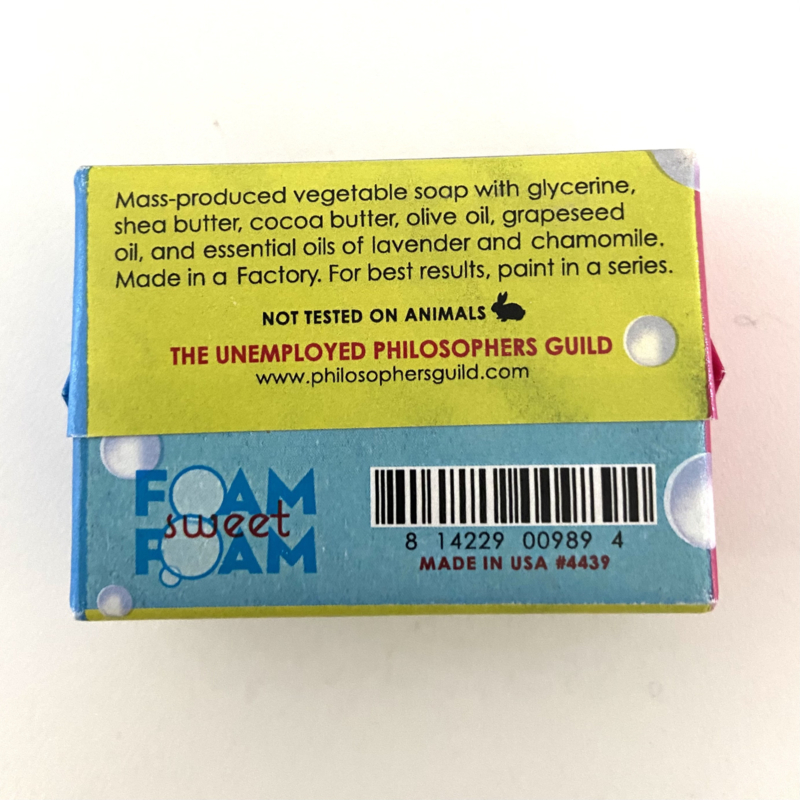 Mass-produced vegetable soap with glycerine,
shea butter, cocoa butter, olive oil, grapeseed
oil, and essential oils of lavender and chamomile.
Made in a Factory. For best results, paint in a series.
NOT TESTED ON ANIMALS
THE UNEMPLOYED PHILOSOPHERS GUILD
www.philosophersguild.com
FOAM
sweet
FOAM
8 14229 00989 4
MADE IN USA #4439